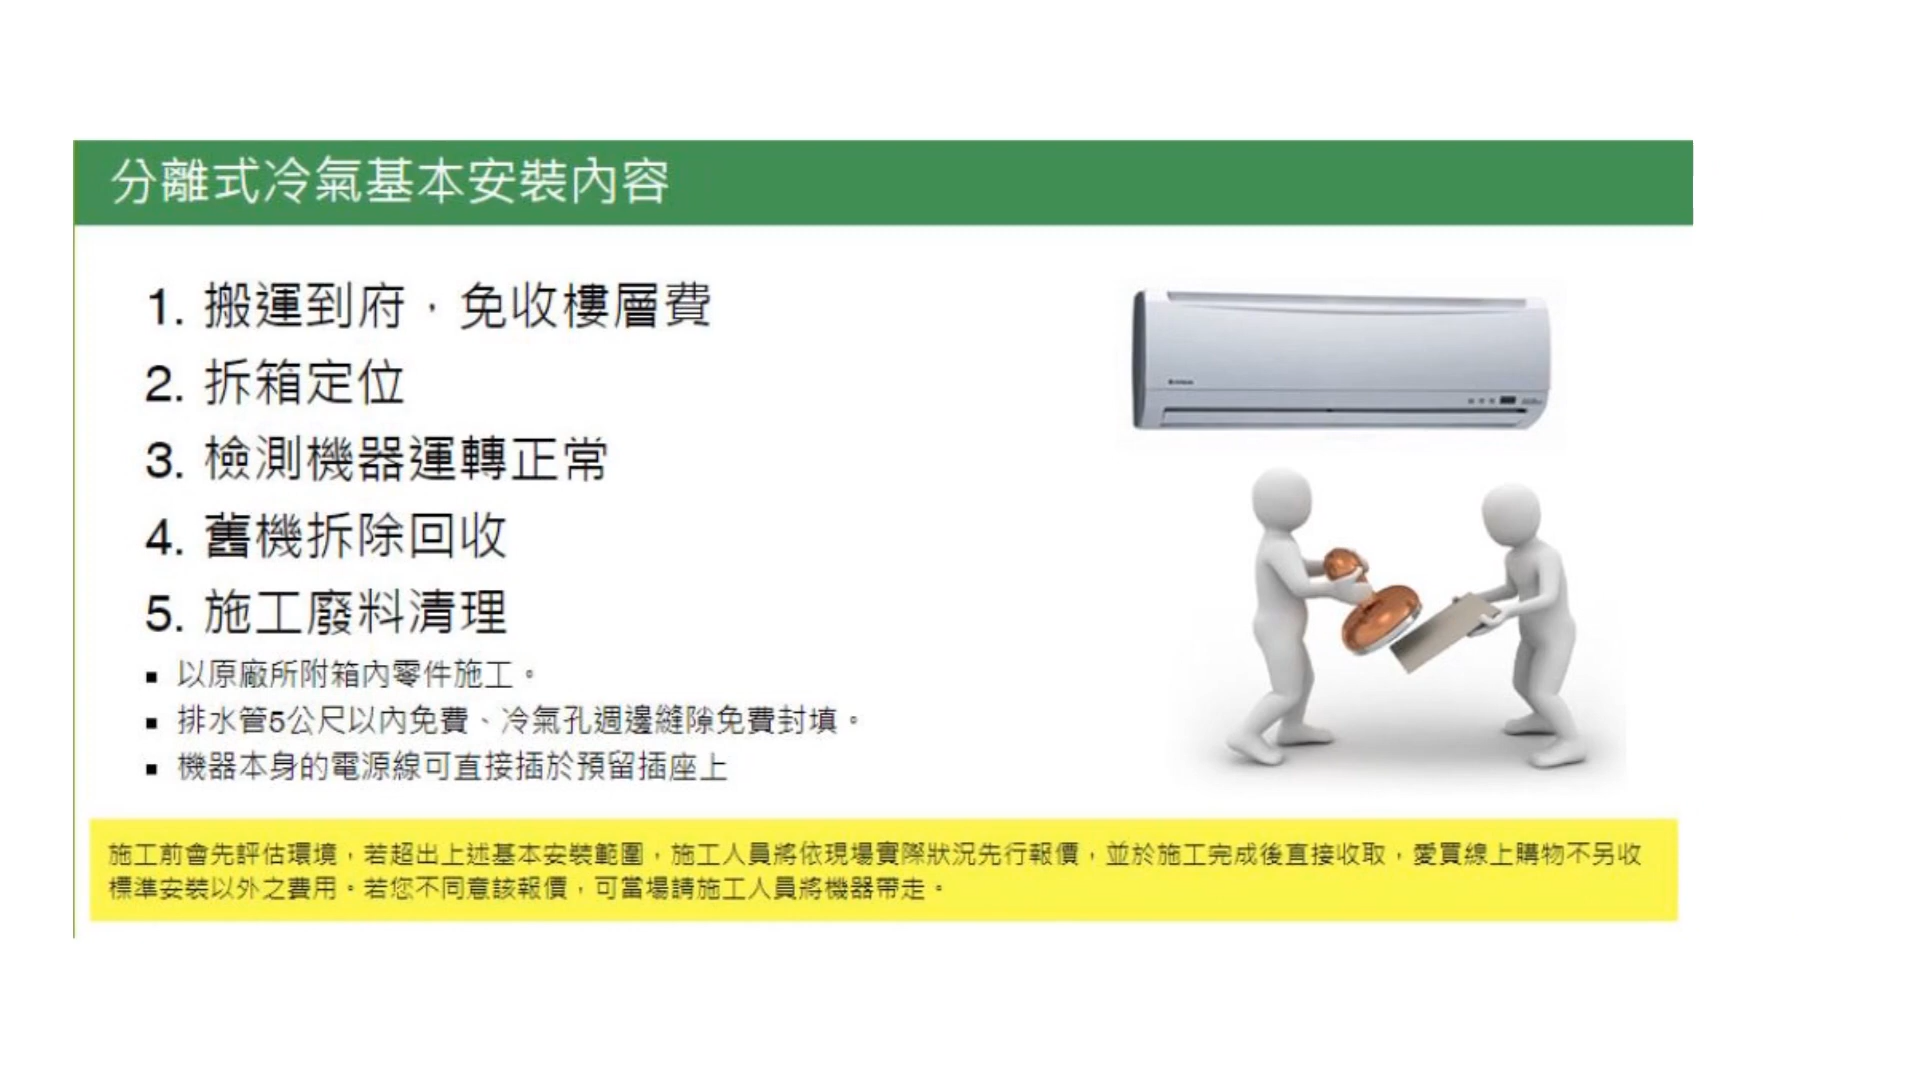 分離式冷氣基本安裝內容
1. 搬運到府，免收樓層費
2. 拆箱定位
3. 檢測機器運轉正常
4. 舊機拆除回收
5. 施工廢料清理
▪ 以原廠所附箱內零件施工。
▪ 排水管5公尺以內免費、冷氣孔週邊縫隙免費封填。
▪ 機器本身的電源線可直接插於預留插座上
施工前會先評估環境，若超出上述基本安裝範圍，施工人員將依現場實際狀況先行報價，並於施工完成後直接收取，愛買線上購物不另收
標準安裝以外之費用。若您不同意該報價，可當場請施工人員將機器帶走。